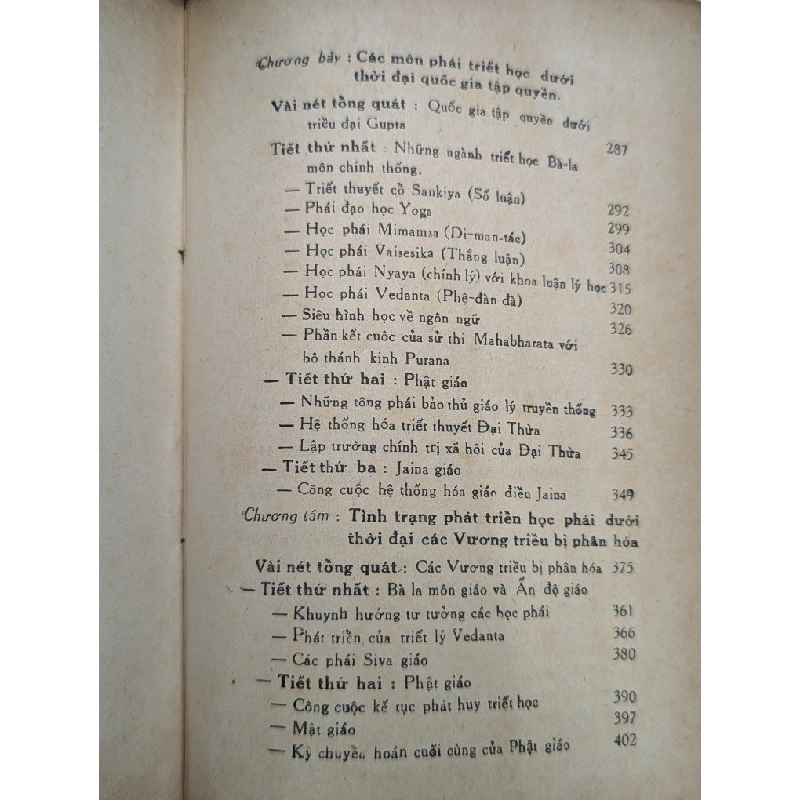 Chương bảy : Các môn phái triết học dưới
thời đại quốc gia tập quyền.
Vài nét tổng quát : Quốc gia tập quyền dưới
triều đại Gupta 287
Tiết thứ nhất : Những ngành triết học Bà-la
môn chính thống.
— Triết thuyết cổ Sankiya (Số luận) 292
— Phái đạo học Yoga 299
— Học phái Mimamsa (Di-man-tác) 304
— Học phái Vaisesika (Thắng luận) 308
— Học phái Nyaya (chính lý) với khoa luận lý học 315
— Học phái Vedanta (Phệ-đàn đà) 320
— Siêu hình học về ngôn ngữ 326
— Phần kết cuộc của sử thi Mahabharata với
bộ thánh kinh Purana 330
— Tiết thứ hai : Phật giáo
— Những tông phái bảo thủ giáo lý truyền thống 333
— Hệ thống hóa triết thuyết Đại Thừa 336
— Lập trường chính trị xã hội của Đại Thừa 345
— Tiết thứ ba : Jaina giáo
— Công cuộc hệ thống hóa giáo điều Jaina 349
Chương tám : Tình trạng phát triển học phái dưới
thời đại các Vương triều bị phân hóa
Vài nét tổng quát : Các Vương triều bị phân hóa 375
— Tiết thứ nhất : Bà la môn giáo và Ấn độ giáo
— Khuynh hướng tư tưởng các học phái 361
— Phát triển của triết lý Vedanta 366
— Các phái Siva giáo 380
— Tiết thứ hai : Phật giáo
— Công cuộc kế tục phát huy triết học 390
— Mật giáo 397
— Kỳ chuyển hoán cuối cùng của Phật giáo 402